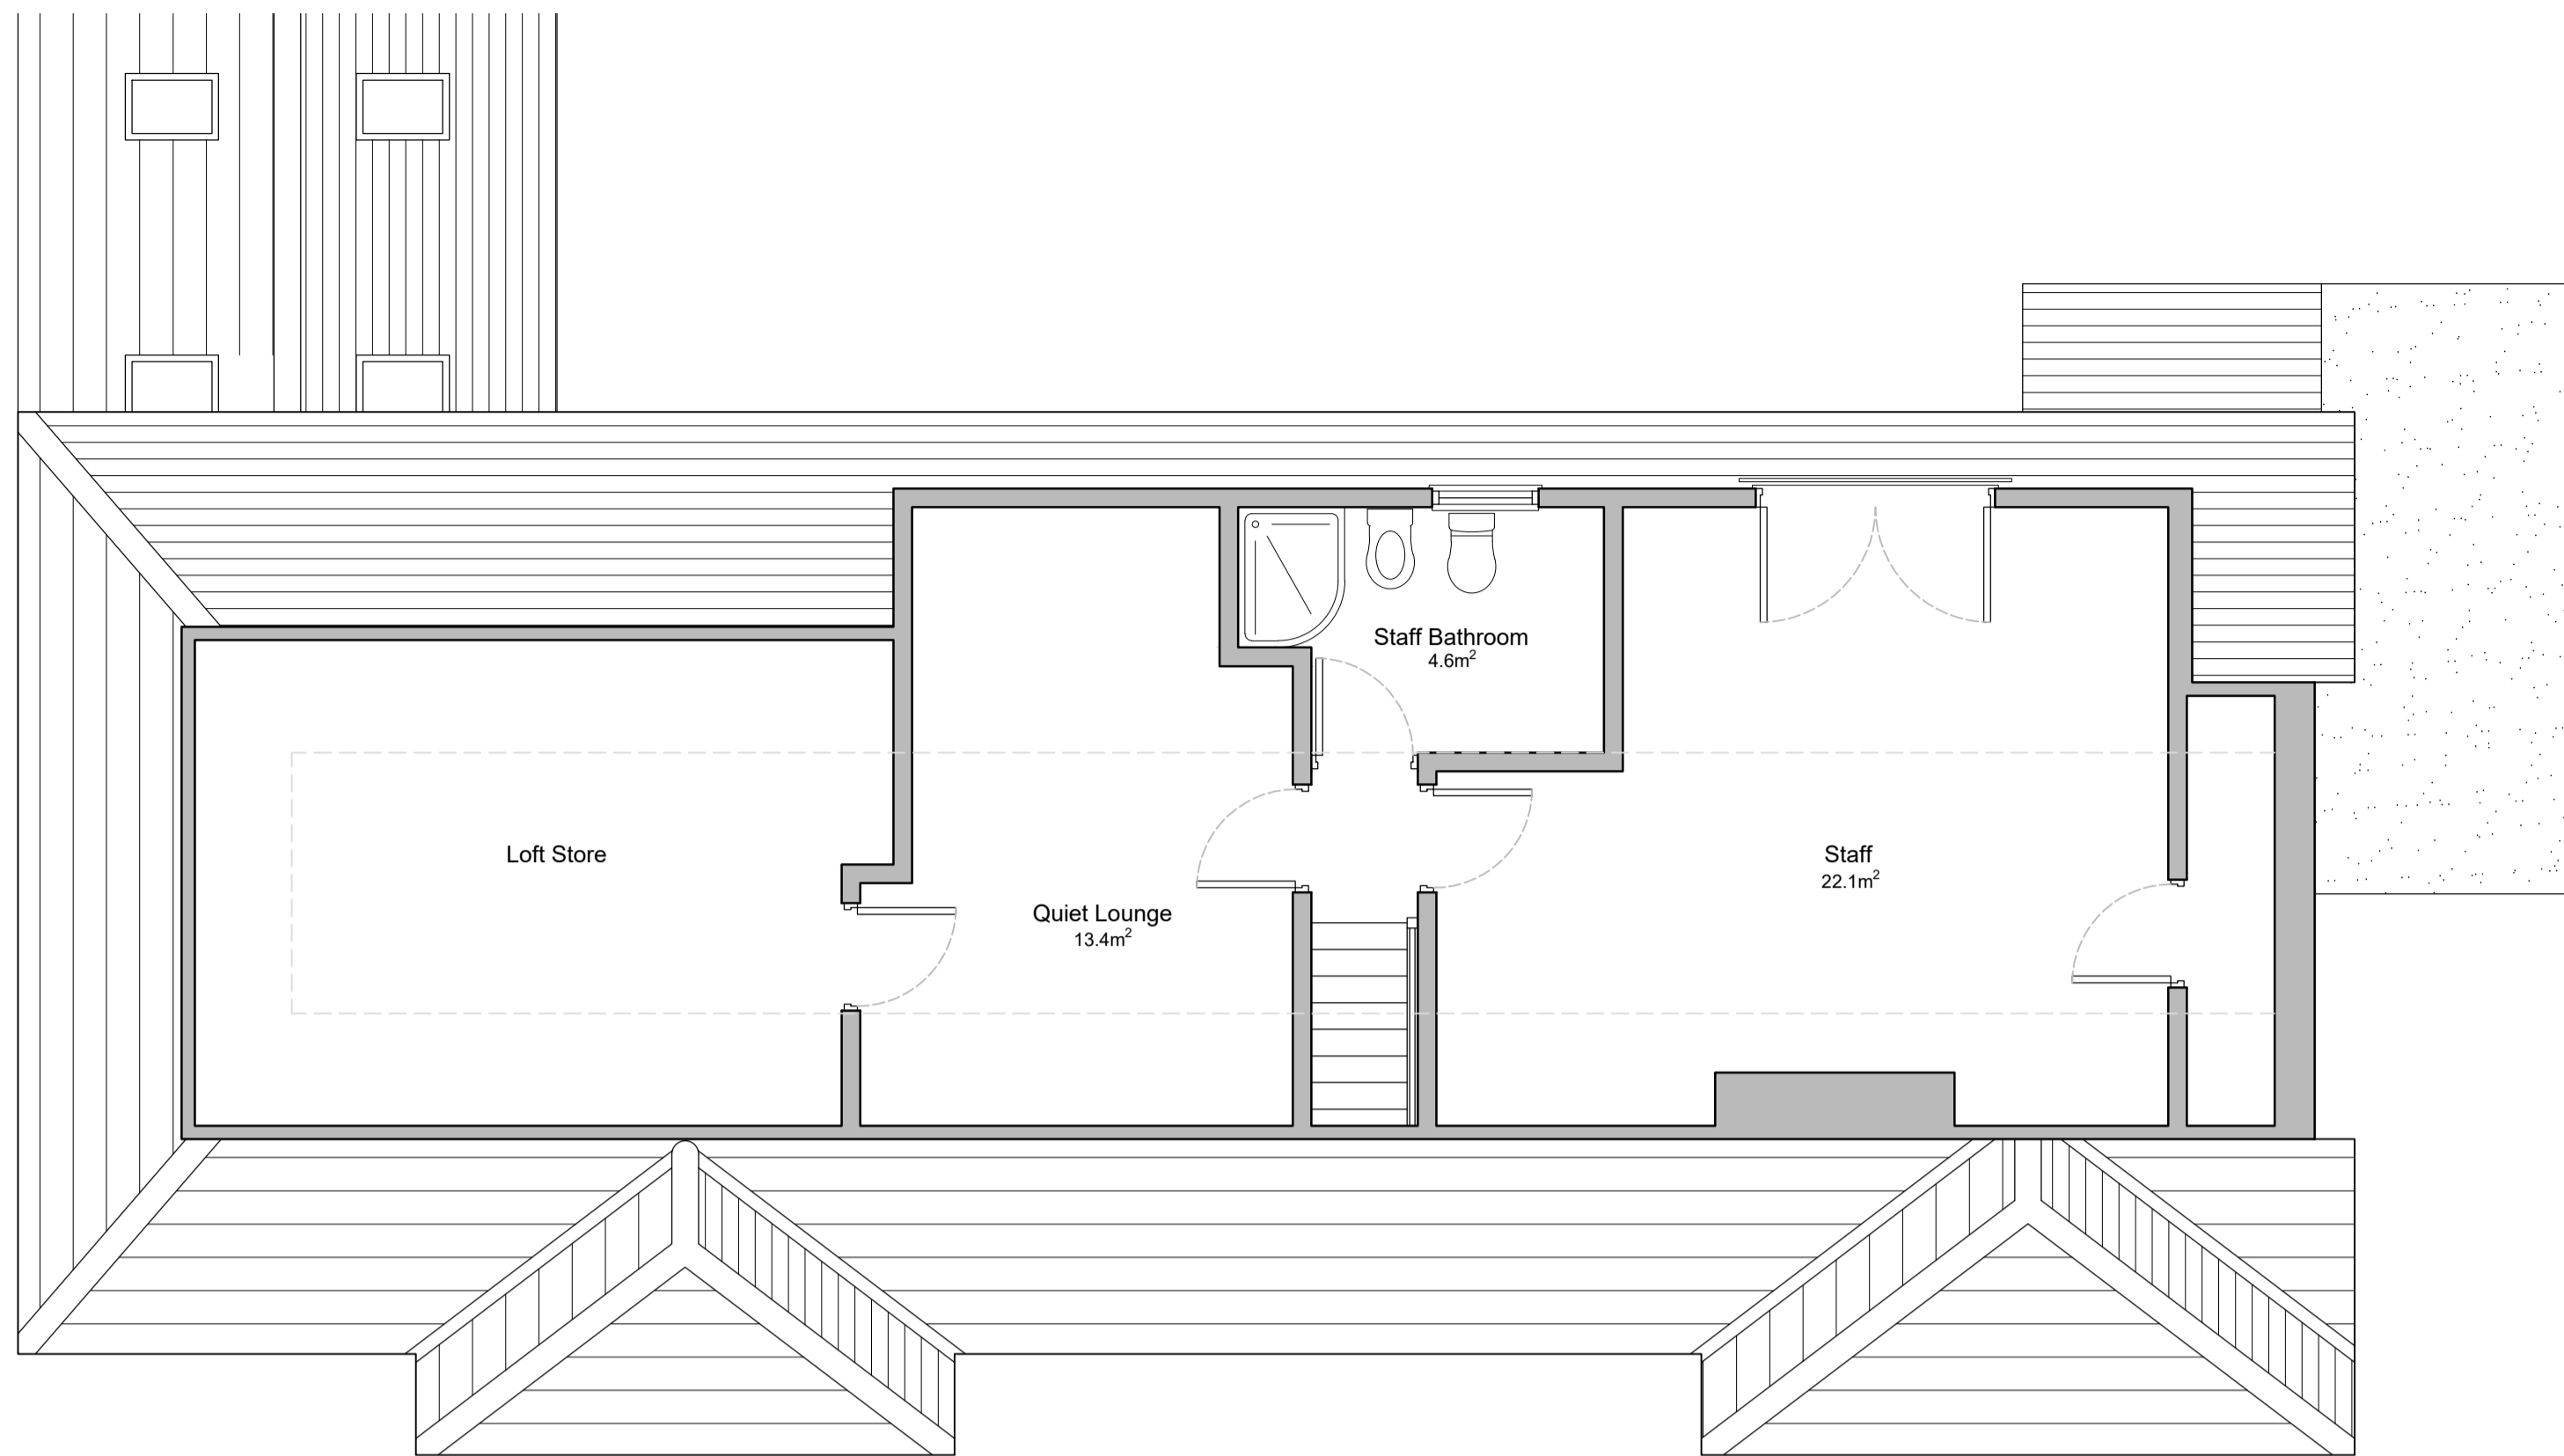 Staff Bathroom
4.6m²
Loft Store
Staff
22.1m²
Quiet Lounge
13.4m²